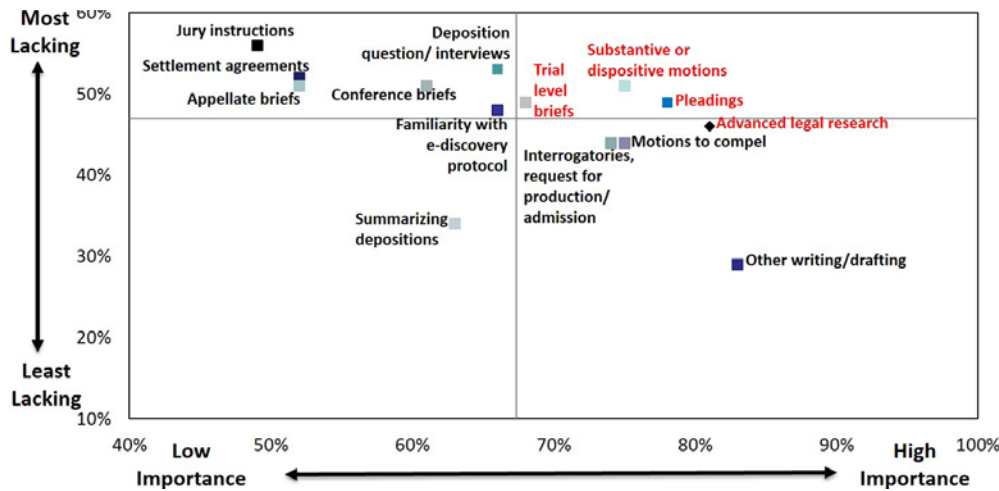 Most
Lacking
60%
50%
40%
30%
20%
10%
Least
Lacking
Jury instructions
Settlement agreements
Appellate briefs
Deposition
question/ interviews
Conference briefs
Familiarity with
e-discovery
protocol
Trial
level
briefs
Substantive or
dispositive motions
Pleadings
Advanced legal research
Motions to compel
Interrogatories,
request for
production/
admission
Summarizing
depositions
Other writing/drafting
40%
50%
60%
70%
80%
90%
100%
Low
Importance
High
Importance